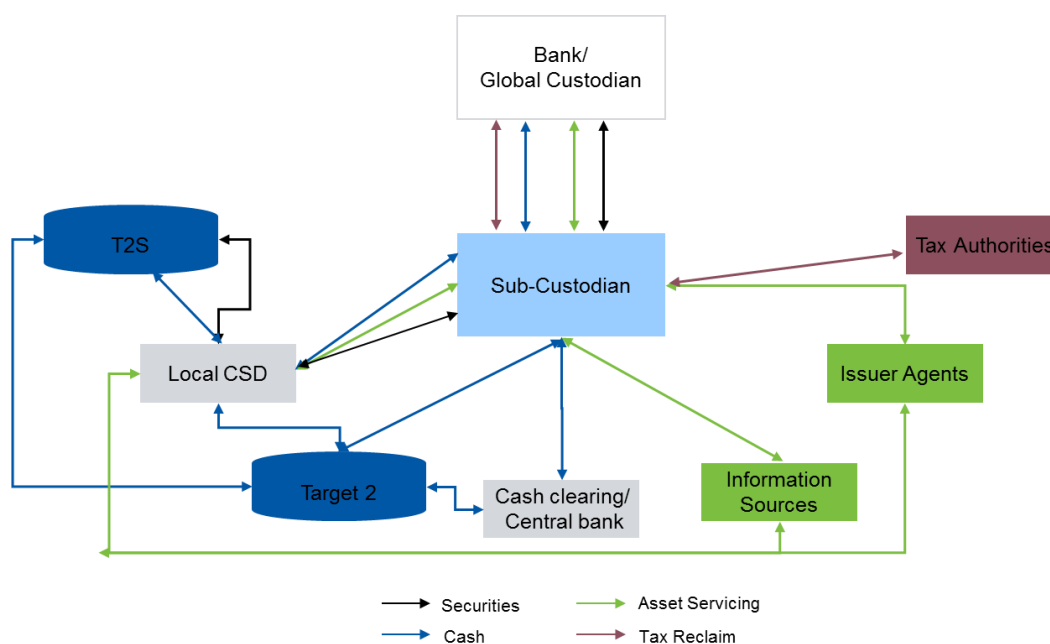 Bank/
Global Custodian
T2S
Sub-Custodian
Tax Authorities
Local CSD
Issuer Agents
Target 2
Cash clearing/
Central bank
Information
Sources
Securities
Asset Servicing
Cash
Tax Reclaim